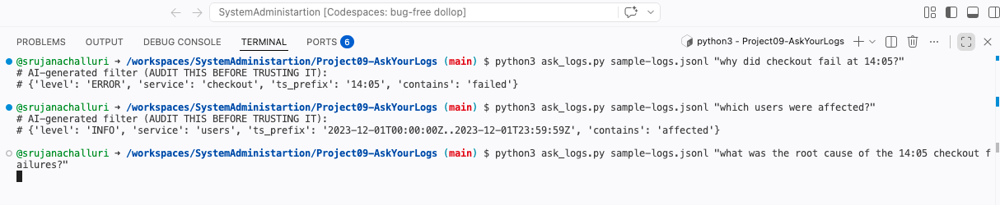 SystemAdministartion [Codespaces: bug-free dollop]
PROBLEMS OUTPUT DEBUG CONSOLE TERMINAL PORTS 6 python3 - Project09-AskYourLogs
@srujanachalluri → /workspaces/SystemAdministartion/Project09-AskYourLogs (main) $ python3 ask_logs.py sample-logs.jsonl "why did checkout fail at 14:05?"
# AI-generated filter (AUDIT THIS BEFORE TRUSTING IT):
# {'level': 'ERROR', 'service': 'checkout', 'ts_prefix': '14:05', 'contains': 'failed'}
@srujanachalluri → /workspaces/SystemAdministartion/Project09-AskYourLogs (main) $ python3 ask_logs.py sample-logs.jsonl "which users were affected?"
# AI-generated filter (AUDIT THIS BEFORE TRUSTING IT):
# {'level': 'INFO', 'service': 'users', 'ts_prefix': '2023-12-01T00:00:00Z..2023-12-01T23:59:59Z', 'contains': 'affected'}
@srujanachalluri → /workspaces/SystemAdministartion/Project09-AskYourLogs (main) $ python3 ask_logs.py sample-logs.jsonl "what was the root cause of the 14:05 checkout f
ailures?"